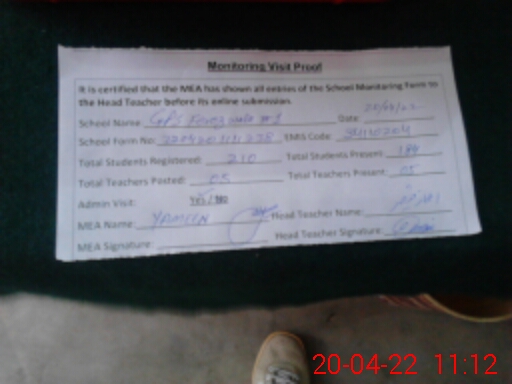 Monitoring Visit Proof
It is certified that the MEA has shown all entries of the School Monitoring Form to
the Head Teacher before its online submission.
School Name: GPS # 1 Date:
School Form No: EMIS Code:
Total Students Registered: 210 Total Students Present: 189
Total Teachers Posted: 05 Total Teachers Present: 05
Admin Visit: Yes / No
MEA Name: YAMEEN Head Teacher Name:
MEA Signature: Head Teacher Signature:
20-04-22 11:12